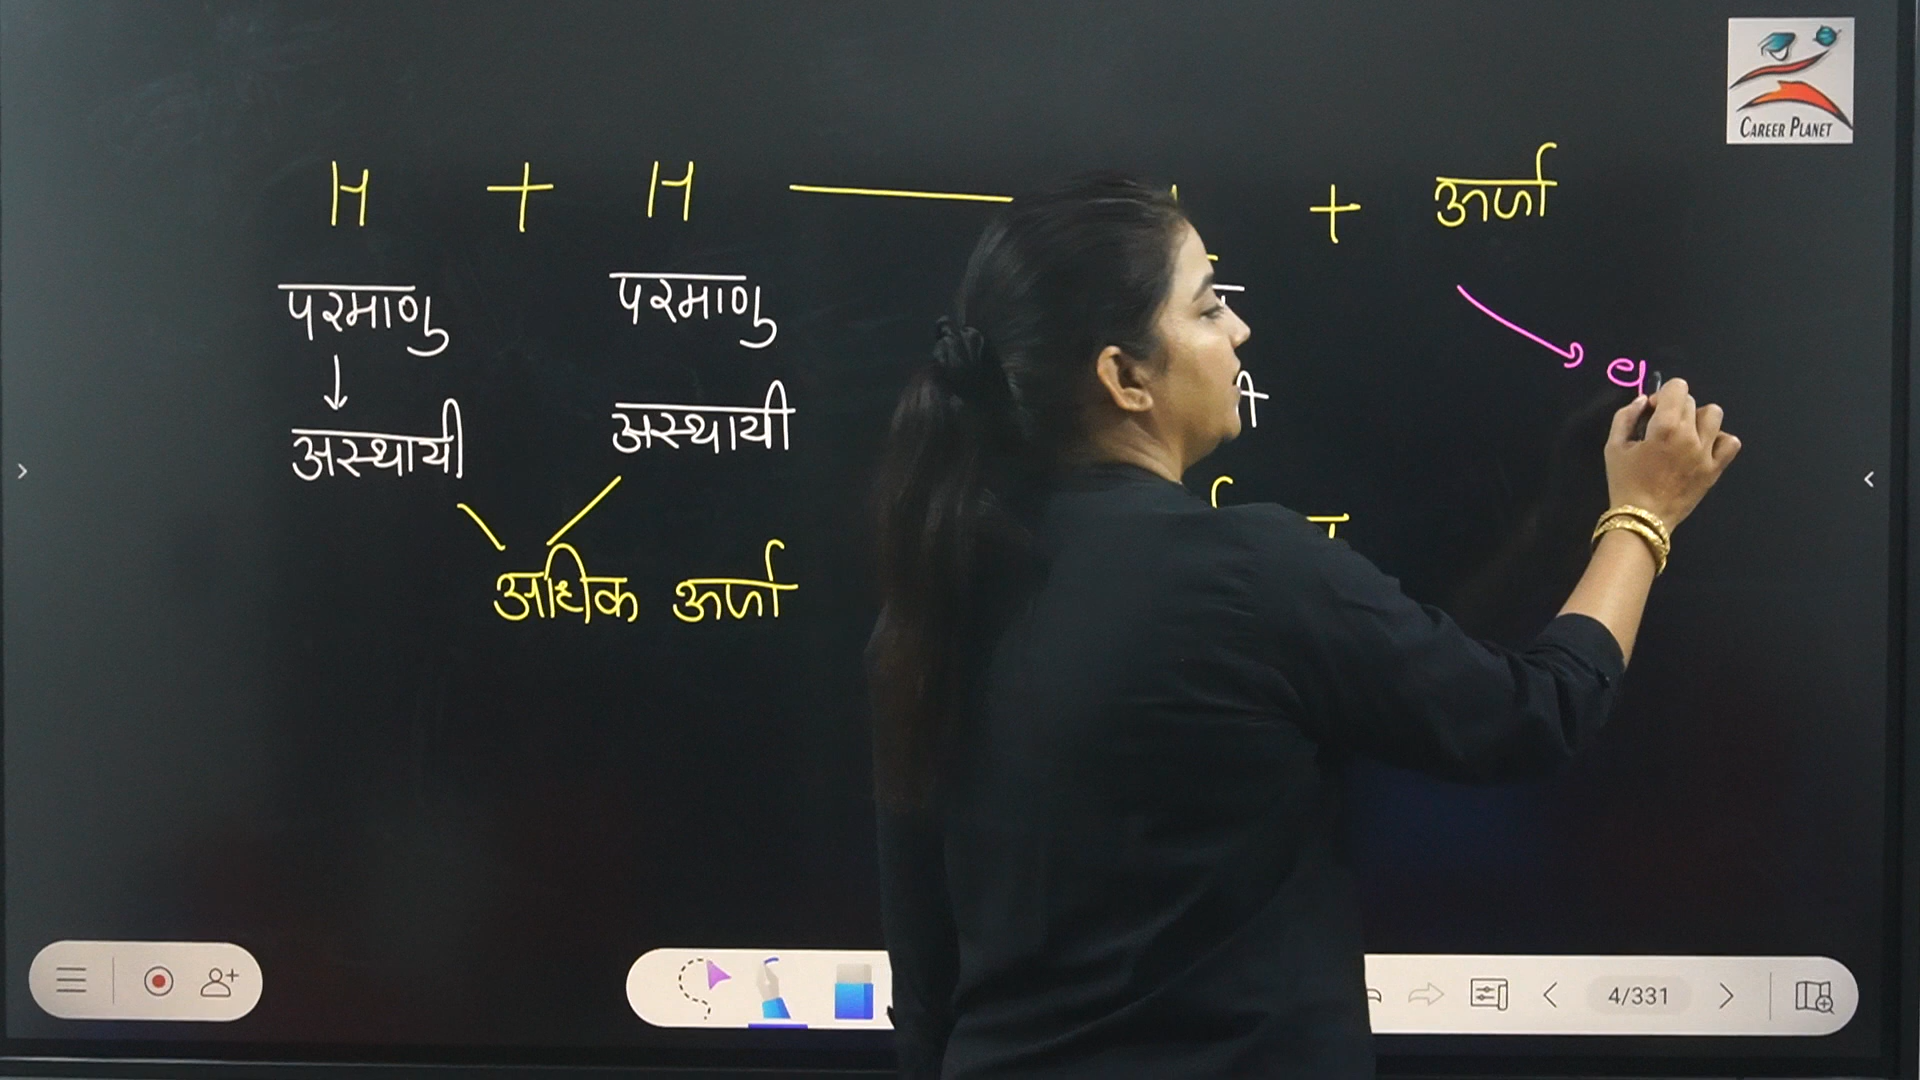 CAREER PLANET
H + H + ऊर्जा
परमाणु परमाणु
अस्थायी अस्थायी
अधिक ऊर्जा
4/331